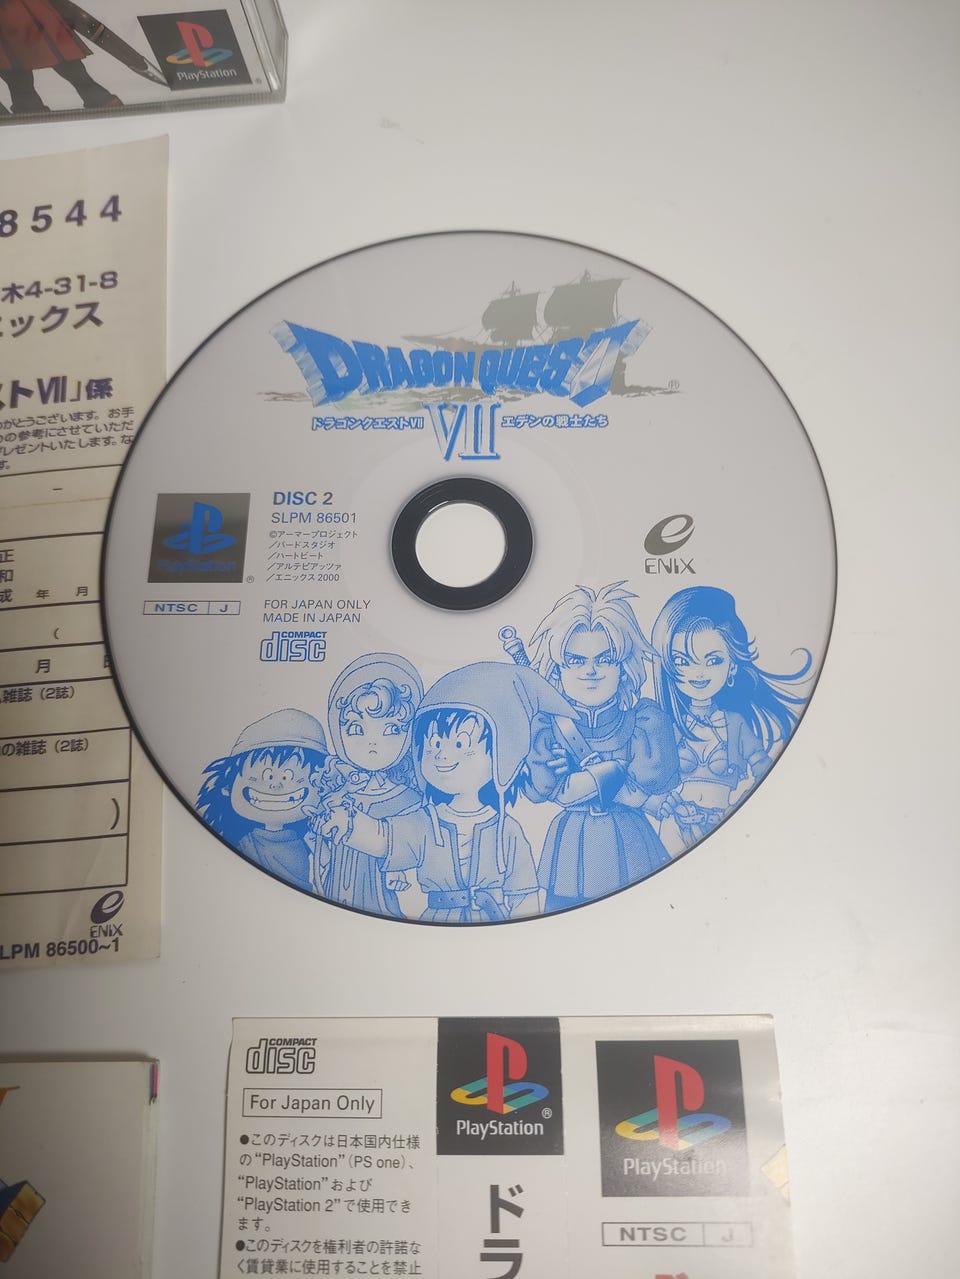 PlayStation
8544
木4-31-8
ニックス
ストVII」係
がとうございます。お手
の参考にさせていただ
レゼントいたします。な
す。
正
和
成 年 月
(
月
雑誌(2誌)
の雑誌(2誌)
)
ENIX
LPM 86500~1
DRAGON QUEST
®
ドラゴンクエストVII
VII
エデンの戦士たち
PlayStation
®
DISC 2
SLPM 86501
©アーマープロジェクト
/バードスタジオ
/ハートビート
/アルテピアッツァ
/エニックス 2000
ENIX
NTSC J
FOR JAPAN ONLY
MADE IN JAPAN
COMPACT
disc
COMPACT
disc
For Japan Only
●このディスクは日本国内仕様
の“PlayStation”(PS one)、
“PlayStation”および
“PlayStation 2”で使用でき
ます。
●このディスクを権利者の許諾な
く賃貸業に使用することを禁止
PlayStation
®
ドラ
PlayStation
NTSC J